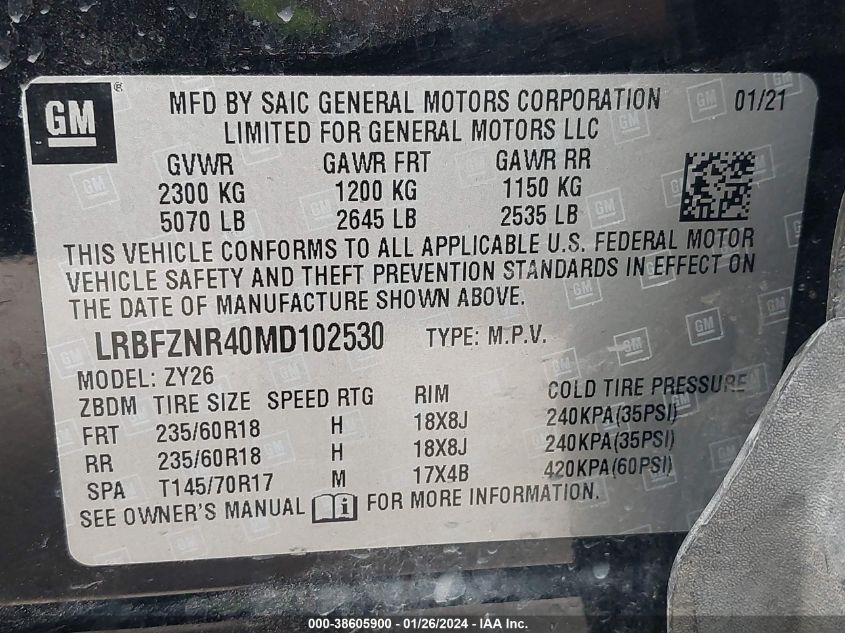 GM ®
MFD BY SAIC GENERAL MOTORS CORPORATION 01/21
LIMITED FOR GENERAL MOTORS LLC
GVWR GAWR FRT GAWR RR
2300 KG 1200 KG 1150 KG
5070 LB 2645 LB 2535 LB
THIS VEHICLE CONFORMS TO ALL APPLICABLE U.S. FEDERAL MOTOR
VEHICLE SAFETY AND THEFT PREVENTION STANDARDS IN EFFECT ON
THE DATE OF MANUFACTURE SHOWN ABOVE.
LRBFZNR40MD102530 TYPE: M.P.V.
MODEL: ZY26
ZBDM TIRE SIZE SPEED RTG RIM COLD TIRE PRESSURE
FRT 235/60R18 H 18X8J 240KPA(35PSI)
RR 235/60R18 H 18X8J 240KPA(35PSI)
SPA T145/70R17 M 17X4B 420KPA(60PSI)
SEE OWNER'S MANUAL i FOR MORE INFORMATION.
000-38605900 - 01/26/2024 - IAA Inc.